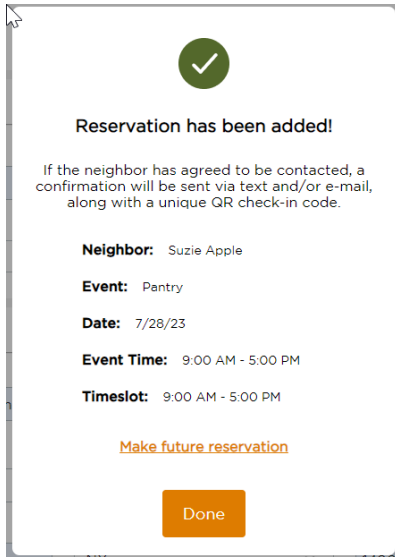 Reservation has been added!
If the neighbor has agreed to be contacted, a
confirmation will be sent via text and/or e-mail,
along with a unique QR check-in code.
Neighbor: Suzie Apple
Event: Pantry
Date: 7/28/23
Event Time: 9:00 AM - 5:00 PM
Timeslot: 9:00 AM - 5:00 PM
Make future reservation
Done